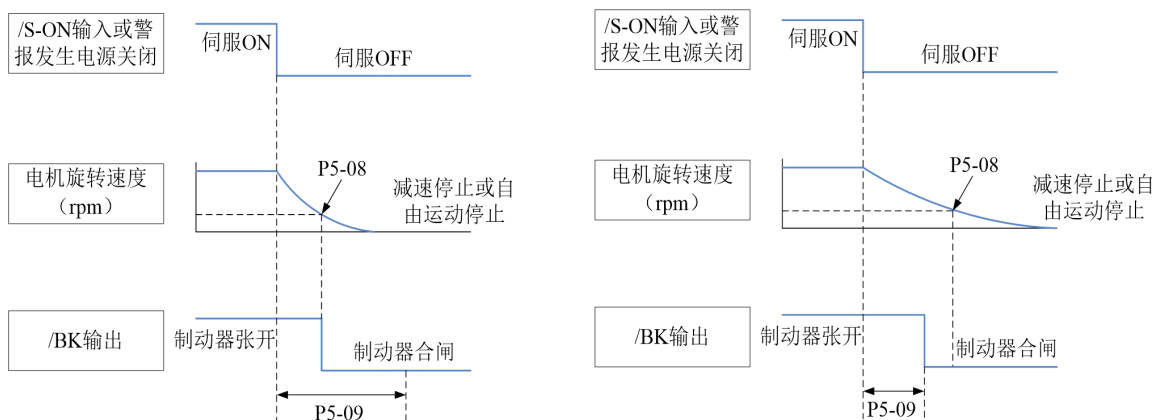 /S-ON输入或警
报发生电源关闭
伺服ON
伺服OFF
电机旋转速度
（rpm）
P5-08
减速停止或自
由运动停止
/BK输出
制动器张开
制动器合闸
P5-09
/S-ON输入或警
报发生电源关闭
伺服ON
伺服OFF
电机旋转速度
（rpm）
P5-08
减速停止或自
由运动停止
/BK输出
制动器张开
制动器合闸
P5-09